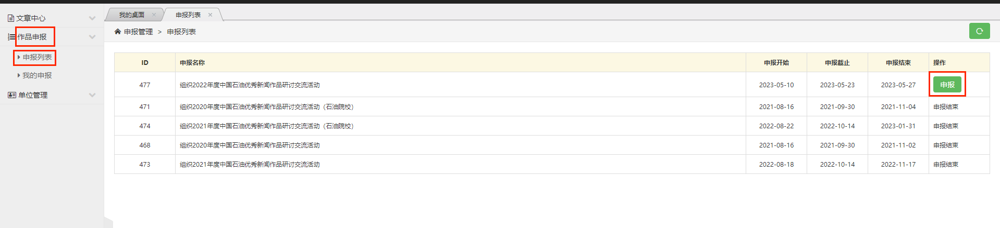 文章中心
作品申报
申报列表
我的申报
单位管理
我的桌面 申报列表
申报管理 > 申报列表
ID 申报名称 申报开始 申报截止 申报结束 操作
477 组织2022年度中国石油优秀新闻作品研讨交流活动 2023-05-10 2023-05-23 2023-05-27 申报
471 组织2020年度中国石油优秀新闻作品研讨交流活动（石油院校） 2021-08-16 2021-09-30 2021-11-04 申报结束
474 组织2021年度中国石油优秀新闻作品研讨交流活动（石油院校） 2022-08-22 2022-10-14 2023-01-31 申报结束
468 组织2020年度中国石油优秀新闻作品研讨交流活动 2021-08-16 2021-09-30 2021-11-02 申报结束
473 组织2021年度中国石油优秀新闻作品研讨交流活动 2022-08-18 2022-10-14 2022-11-17 申报结束